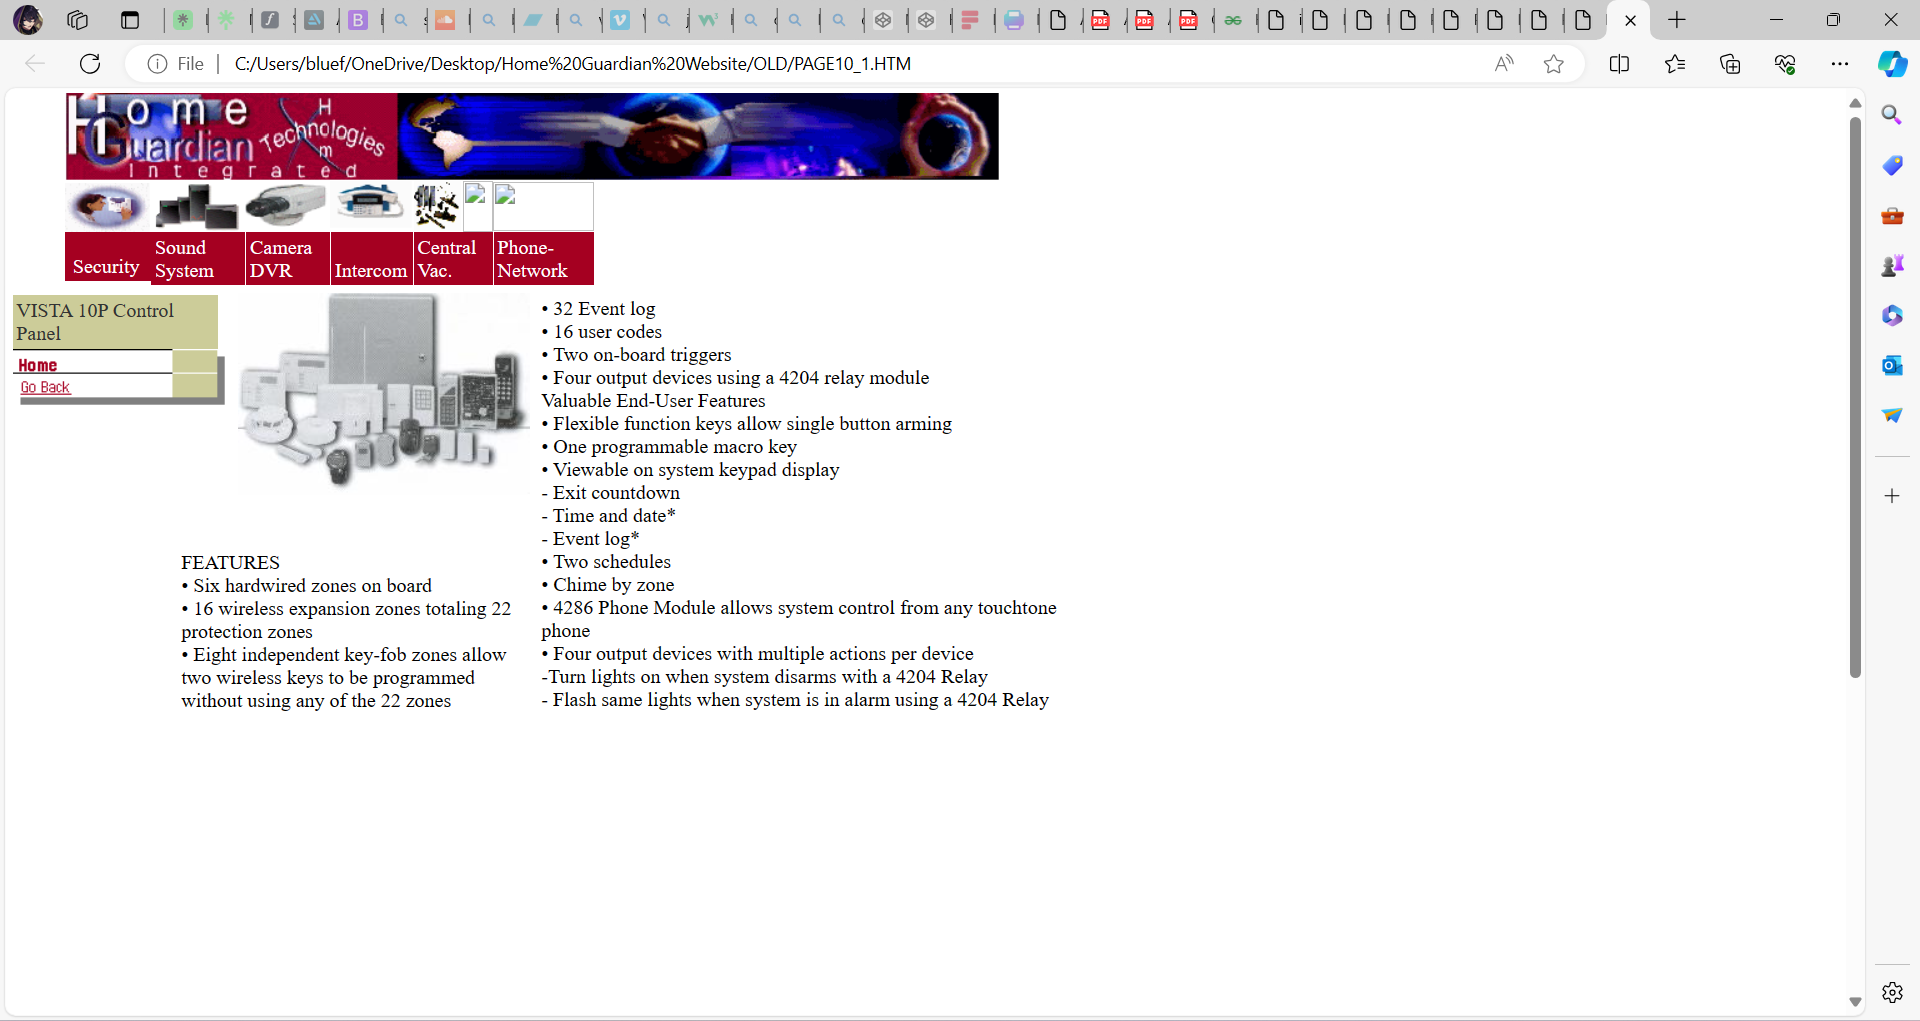 File
C:/Users/bluef/OneDrive/Desktop/Home%20Guardian%20Website/OLD/PAGE10_1.HTM
Home
Guardian
Integrated
Technologies
H
m
Security
Sound
System
Camera
DVR
Intercom
Central
Vac.
Phone-
Network
VISTA 10P Control
Panel
Home
Go Back
FEATURES
• Six hardwired zones on board
• 16 wireless expansion zones totaling 22
protection zones
• Eight independent key-fob zones allow
two wireless keys to be programmed
without using any of the 22 zones
• 32 Event log
• 16 user codes
• Two on-board triggers
• Four output devices using a 4204 relay module
Valuable End-User Features
• Flexible function keys allow single button arming
• One programmable macro key
• Viewable on system keypad display
- Exit countdown
- Time and date*
- Event log*
• Two schedules
• Chime by zone
• 4286 Phone Module allows system control from any touchtone
phone
• Four output devices with multiple actions per device
-Turn lights on when system disarms with a 4204 Relay
- Flash same lights when system is in alarm using a 4204 Relay